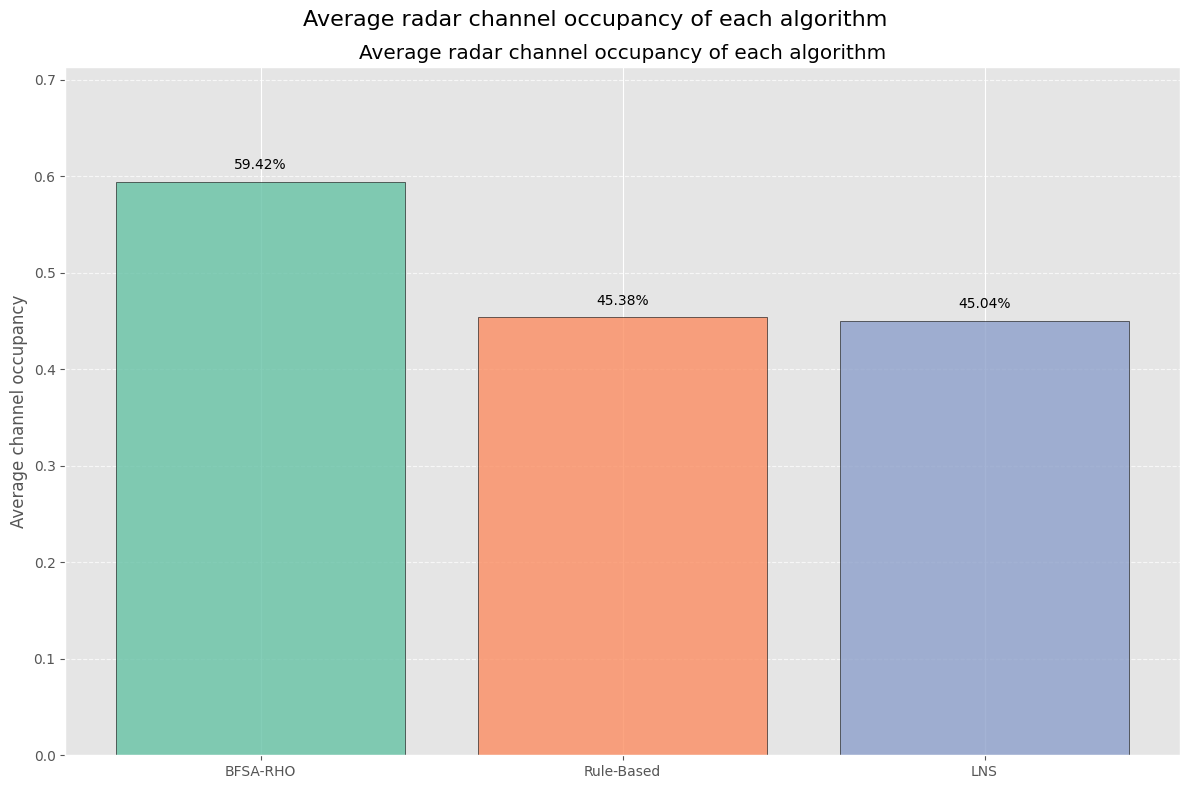 Average radar channel occupancy of each algorithm
Average radar channel occupancy of each algorithm
0.7
0.6
0.5
0.4
0.3
0.2
0.1
0.0
Average channel occupancy
59.42%
45.38%
45.04%
BFSA-RHO
Rule-Based
LNS